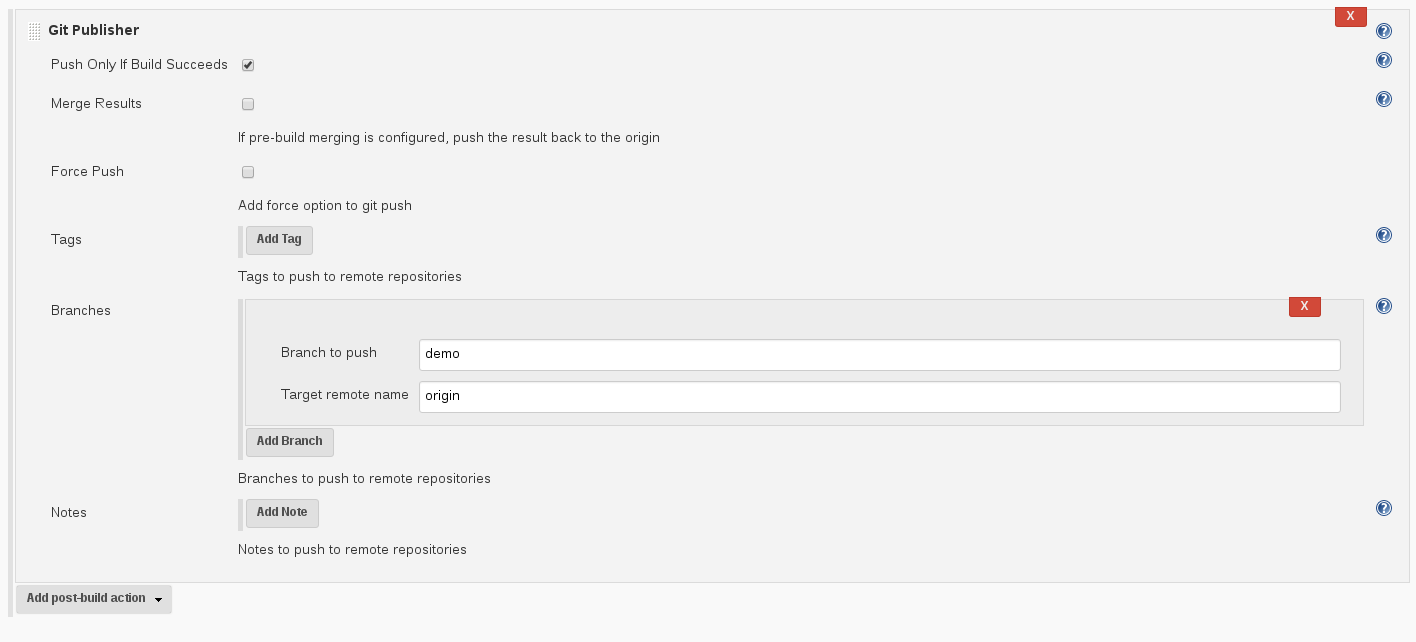 Git Publisher
X
?
Push Only If Build Succeeds
?
Merge Results
?
If pre-build merging is configured, push the result back to the origin
Force Push
Add force option to git push
Tags
Add Tag
?
Tags to push to remote repositories
Branches
X
?
Branch to push
demo
Target remote name
origin
Add Branch
Branches to push to remote repositories
Notes
Add Note
?
Notes to push to remote repositories
Add post-build action